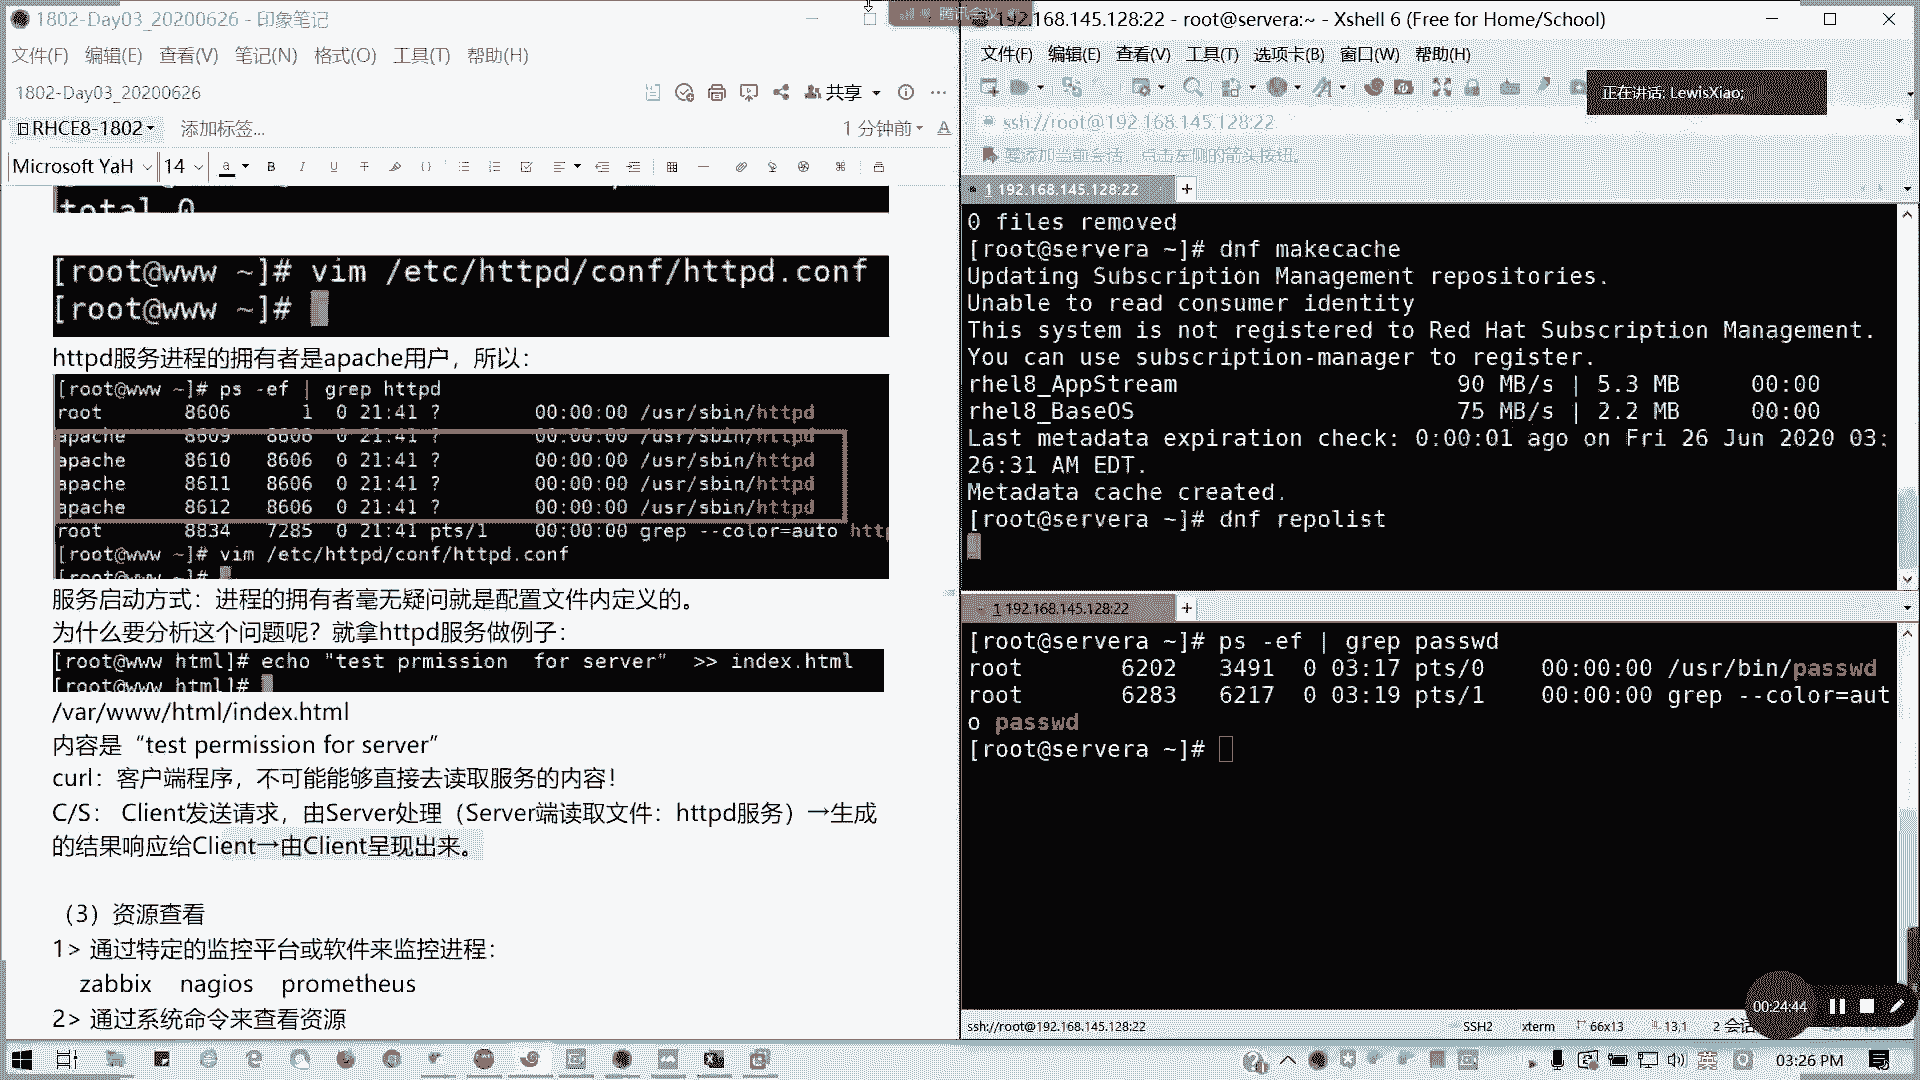 1802-Day03_20200626 - 印象笔记
文件(F) 编辑(E) 查看(V) 笔记(N) 格式(O) 工具(T) 帮助(H)
1802-Day03_20200626
共享
RHCE8-1802 添加标签...
1 分钟前
Microsoft YaH 14
total 0
[root@www ~]# vim /etc/httpd/conf/httpd.conf
[root@www ~]#
httpd服务进程的拥有者是apache用户，所以：
[root@www ~]# ps -ef | grep httpd
root 8606 1 0 21:41 ? 00:00:00 /usr/sbin/httpd
apache 8609 8606 0 21:41 ? 00:00:00 /usr/sbin/httpd
apache 8610 8606 0 21:41 ? 00:00:00 /usr/sbin/httpd
apache 8611 8606 0 21:41 ? 00:00:00 /usr/sbin/httpd
apache 8612 8606 0 21:41 ? 00:00:00 /usr/sbin/httpd
root 8834 7285 0 21:41 pts/1 00:00:00 grep --color=auto http
[root@www ~]# vim /etc/httpd/conf/httpd.conf
[root@www ~]#
服务启动方式：进程的拥有者毫无疑问就是配置文件内定义的。
为什么要分析这个问题呢？就拿httpd服务做例子：
[root@www html]# echo "test prmission for server" >> index.html
[root@www html]#
/var/www/html/index.html
内容是“test permission for server”
curl：客户端程序，不可能能够直接去读取服务的内容！
C/S： Client发送请求，由Server处理（Server端读取文件：httpd服务）→生成
的结果响应给Client→由Client呈现出来。
（3）资源查看
1> 通过特定的监控平台或软件来监控进程：
zabbix nagios prometheus
2> 通过系统命令来查看资源
腾讯会议
192.168.145.128:22 - root@servera:~ - Xshell 6 (Free for Home/School)
文件(F) 编辑(E) 查看(V) 工具(T) 选项卡(B) 窗口(W) 帮助(H)
正在讲话: LewisXiao;
ssh://root@192.168.145.128:22
要添加当前会话，点击左侧的箭头按钮。
1 192.168.145.128:22
0 files removed
[root@servera ~]# dnf makecache
Updating Subscription Management repositories.
Unable to read consumer identity
This system is not registered to Red Hat Subscription Management.
You can use subscription-manager to register.
rhel8_AppStream 90 MB/s | 5.3 MB 00:00
rhel8_BaseOS 75 MB/s | 2.2 MB 00:00
Last metadata expiration check: 0:00:01 ago on Fri 26 Jun 2020 03:
26:31 AM EDT.
Metadata cache created.
[root@servera ~]# dnf repolist
1 192.168.145.128:22
[root@servera ~]# ps -ef | grep passwd
root 6202 3491 0 03:17 pts/0 00:00:00 /usr/bin/passwd
root 6283 6217 0 03:19 pts/1 00:00:00 grep --color=aut
o passwd
[root@servera ~]#
00:24:44
ssh://root@192.168.145.128:22 SSH2 xterm 66x13 13,1 2 会话
英
03:26 PM